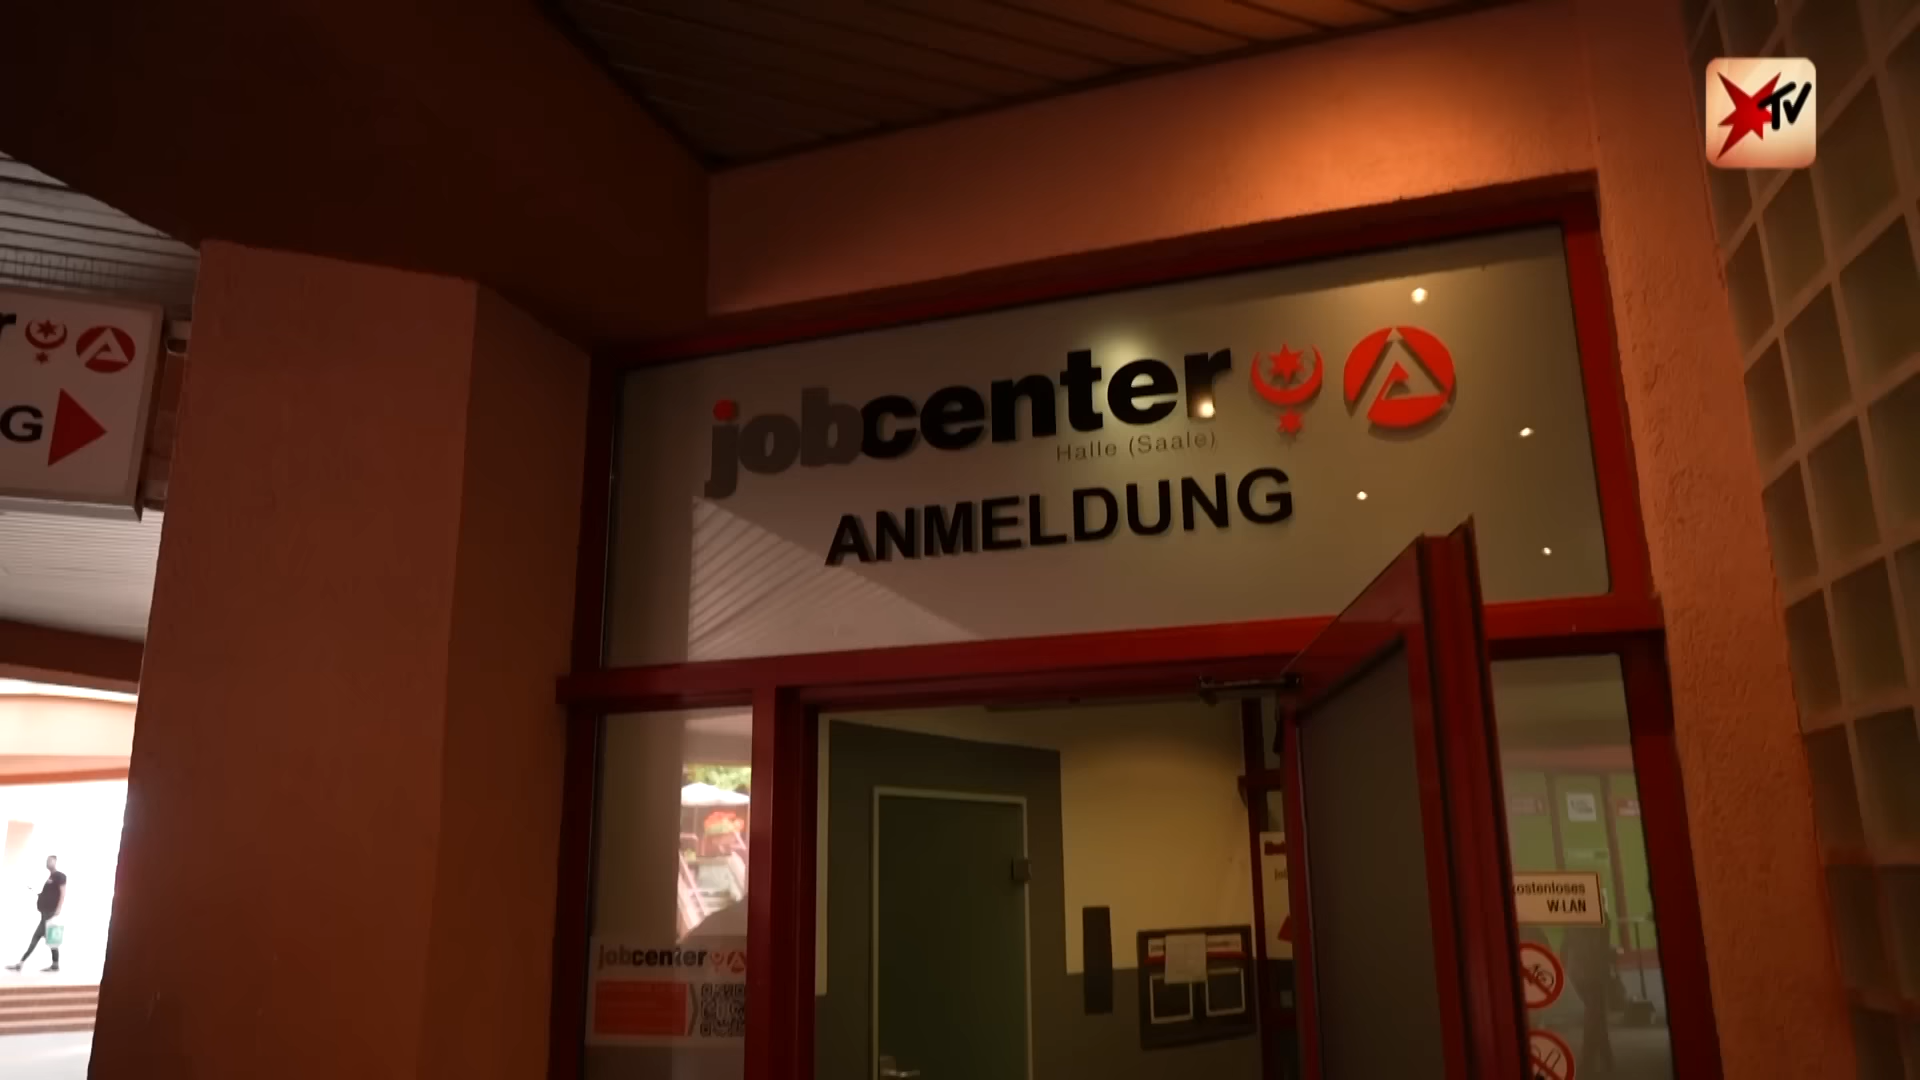 TV
r
G
jobcenter
Halle (Saale)
ANMELDUNG
kostenloses
W-LAN
jobcenter